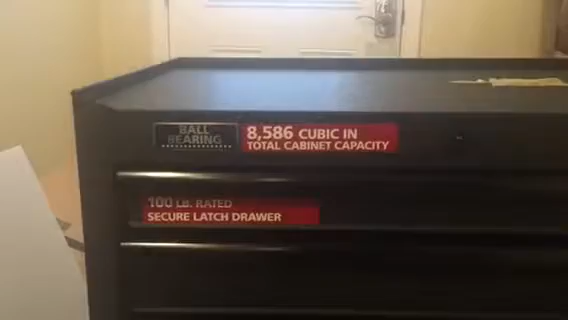 BALL
BEARING
8,586 CUBIC IN
TOTAL CABINET CAPACITY
100 LB. RATED
SECURE LATCH DRAWER